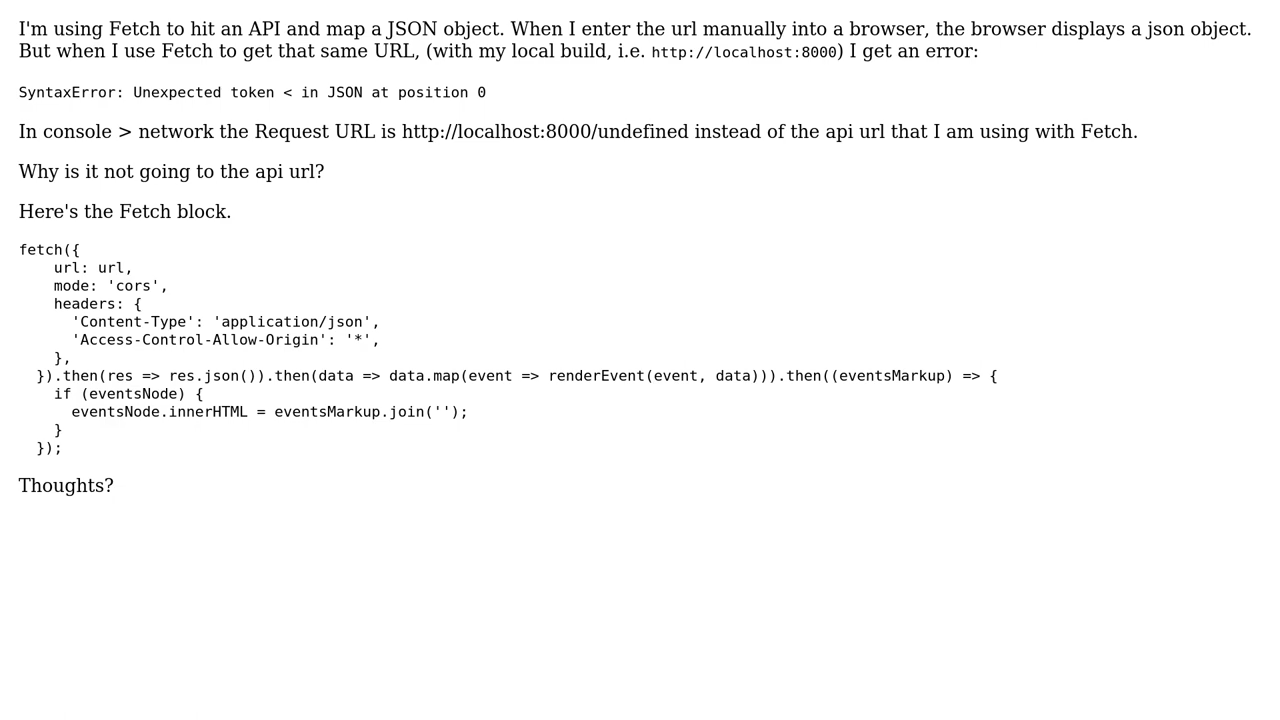 I'm using Fetch to hit an API and map a JSON object. When I enter the url manually into a browser, the browser displays a json object.
But when I use Fetch to get that same URL, (with my local build, i.e. http://localhost:8000) I get an error:
SyntaxError: Unexpected token < in JSON at position 0
In console > network the Request URL is http://localhost:8000/undefined instead of the api url that I am using with Fetch.
Why is it not going to the api url?
Here's the Fetch block.
fetch({
    url: url,
    mode: 'cors',
    headers: {
      'Content-Type': 'application/json',
      'Access-Control-Allow-Origin': '*',
    },
  }).then(res => res.json()).then(data => data.map(event => renderEvent(event, data))).then((eventsMarkup) => {
    if (eventsNode) {
      eventsNode.innerHTML = eventsMarkup.join('');
    }
  });
Thoughts?